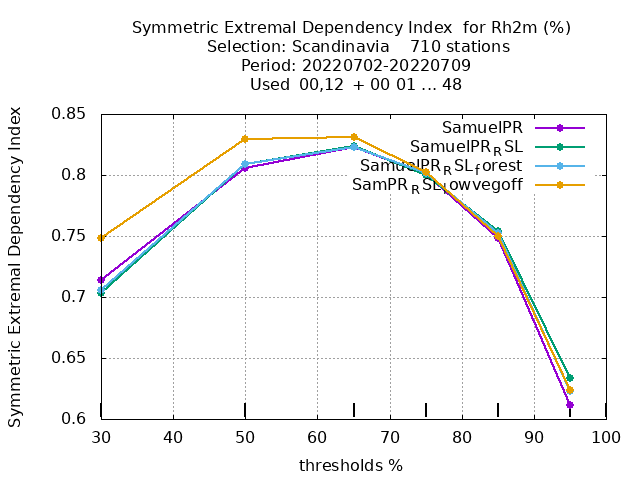 Symmetric Extremal Dependency Index for Rh2m (%)
Selection: Scandinavia 710 stations
Period: 20220702-20220709
Used 00,12 + 00 01 ... 48
Symmetric Extremal Dependency Index
0.85
0.8
0.75
0.7
0.65
0.6
SamuelPR
SamuelPR_RSL
SamuelPR_RSL_forest
SamPR_RSL_lowvegoff
30 40 50 60 70 80 90 100
thresholds %